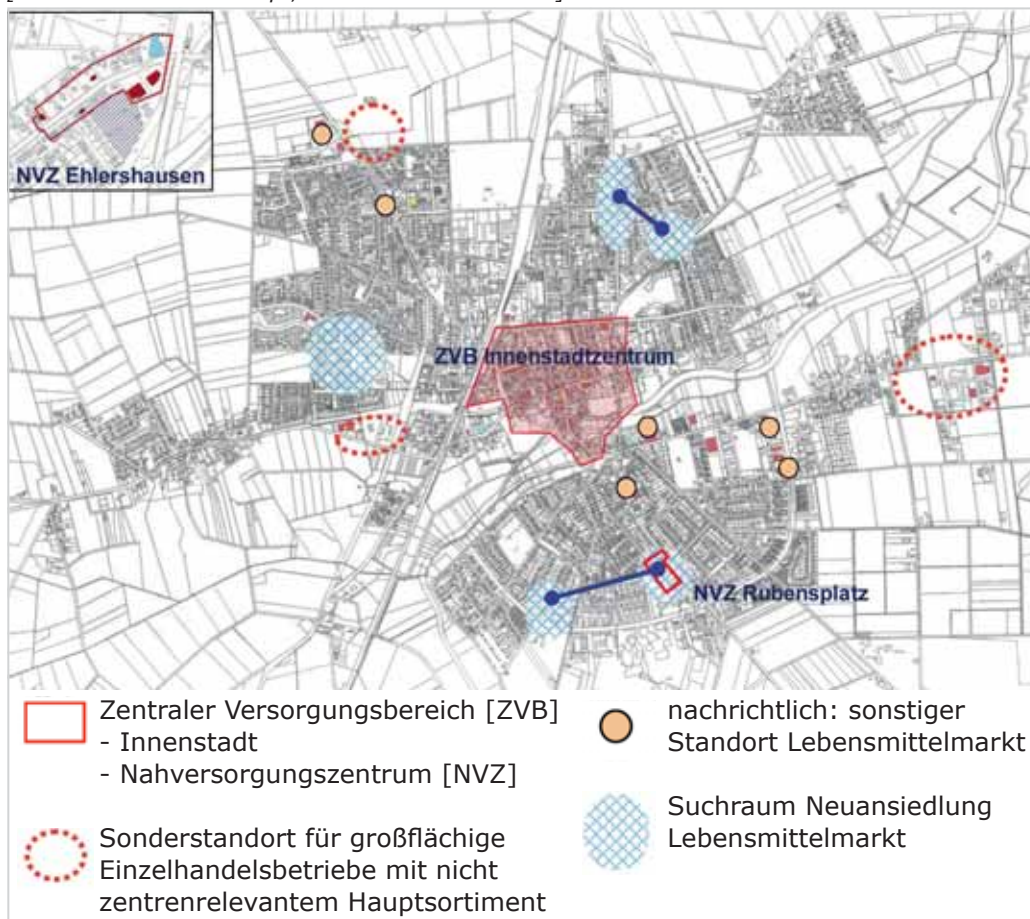 NVZ Ehlershausen
ZVB Innenstadtzentrum
NVZ Rubensplatz
Zentraler Versorgungsbereich [ZVB]
- Innenstadt
- Nahversorgungszentrum [NVZ]
Sonderstandort für großflächige
Einzelhandelsbetriebe mit nicht
zentrenrelevantem Hauptsortiment
nachrichtlich: sonstiger
Standort Lebensmittelmarkt
Suchraum Neuansiedlung
Lebensmittelmarkt